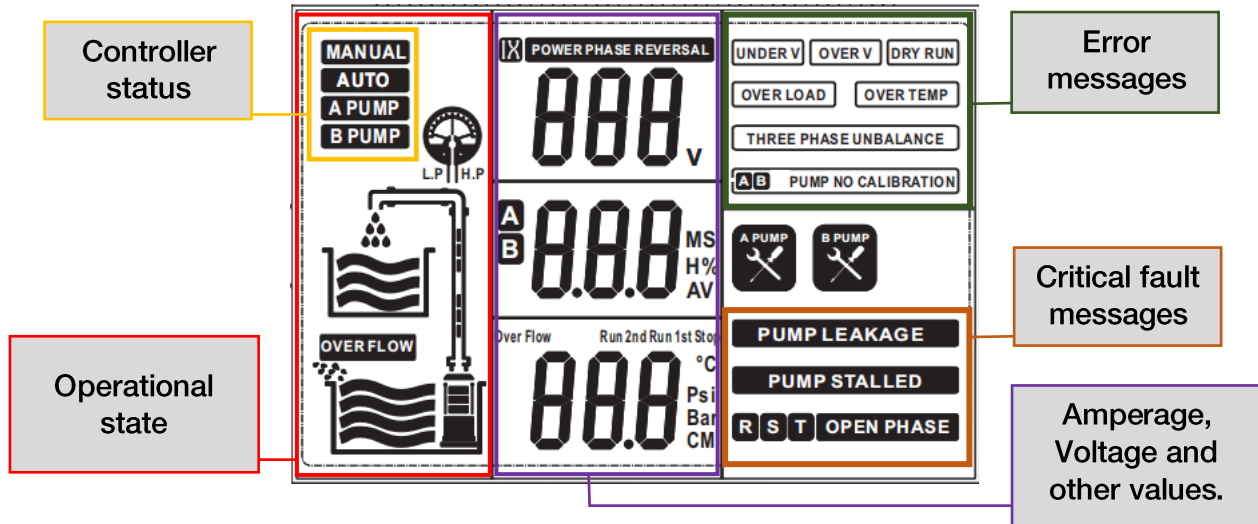 Controller
status
MANUAL
AUTO
A PUMP
B PUMP
L.P H.P
OVER FLOW
Operational
state
POWER PHASE REVERSAL
888
V
A
B
8.8.8
MS
H%
AV
Over Flow Run 2nd Run 1st Stop
88.8
°C
Psi
Bar
CM
UNDER V OVER V DRY RUN
OVER LOAD OVER TEMP
THREE PHASE UNBALANCE
A B PUMP NO CALIBRATION
A PUMP B PUMP
PUMP LEAKAGE
PUMP STALLED
R S T OPEN PHASE
Error
messages
Critical fault
messages
Amperage,
Voltage and
other values.